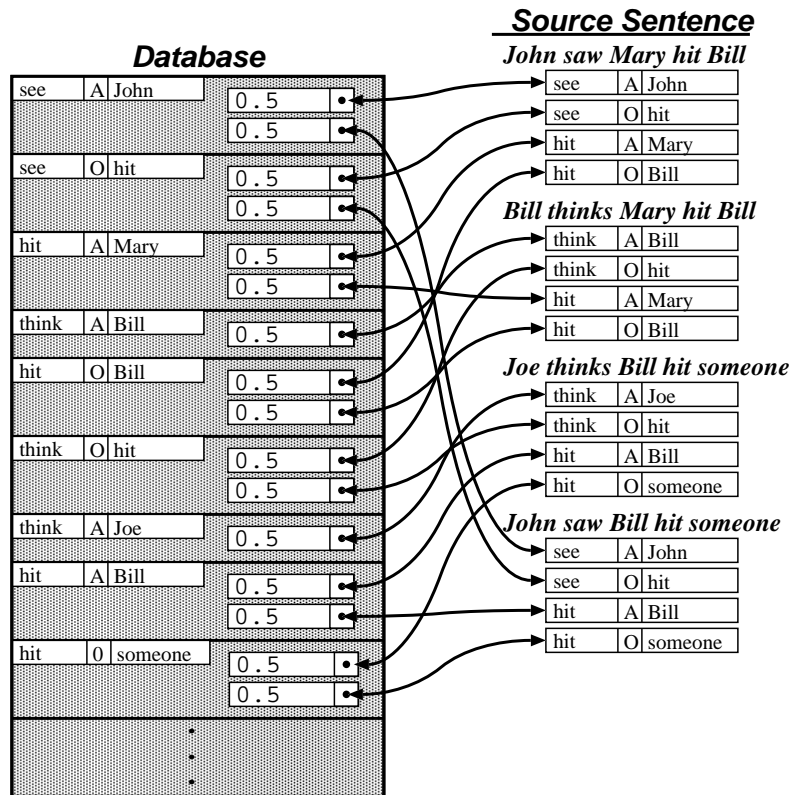 Database
see A John
0.5
0.5
see O hit
0.5
0.5
hit A Mary
0.5
0.5
think A Bill
0.5
hit O Bill
0.5
0.5
think O hit
0.5
0.5
think A Joe
0.5
hit A Bill
0.5
0.5
hit 0 someone
0.5
0.5
Source Sentence
John saw Mary hit Bill
see A John
see O hit
hit A Mary
hit O Bill
Bill thinks Mary hit Bill
think A Bill
think O hit
hit A Mary
hit O Bill
Joe thinks Bill hit someone
think A Joe
think O hit
hit A Bill
hit O someone
John saw Bill hit someone
see A John
see O hit
hit A Bill
hit O someone